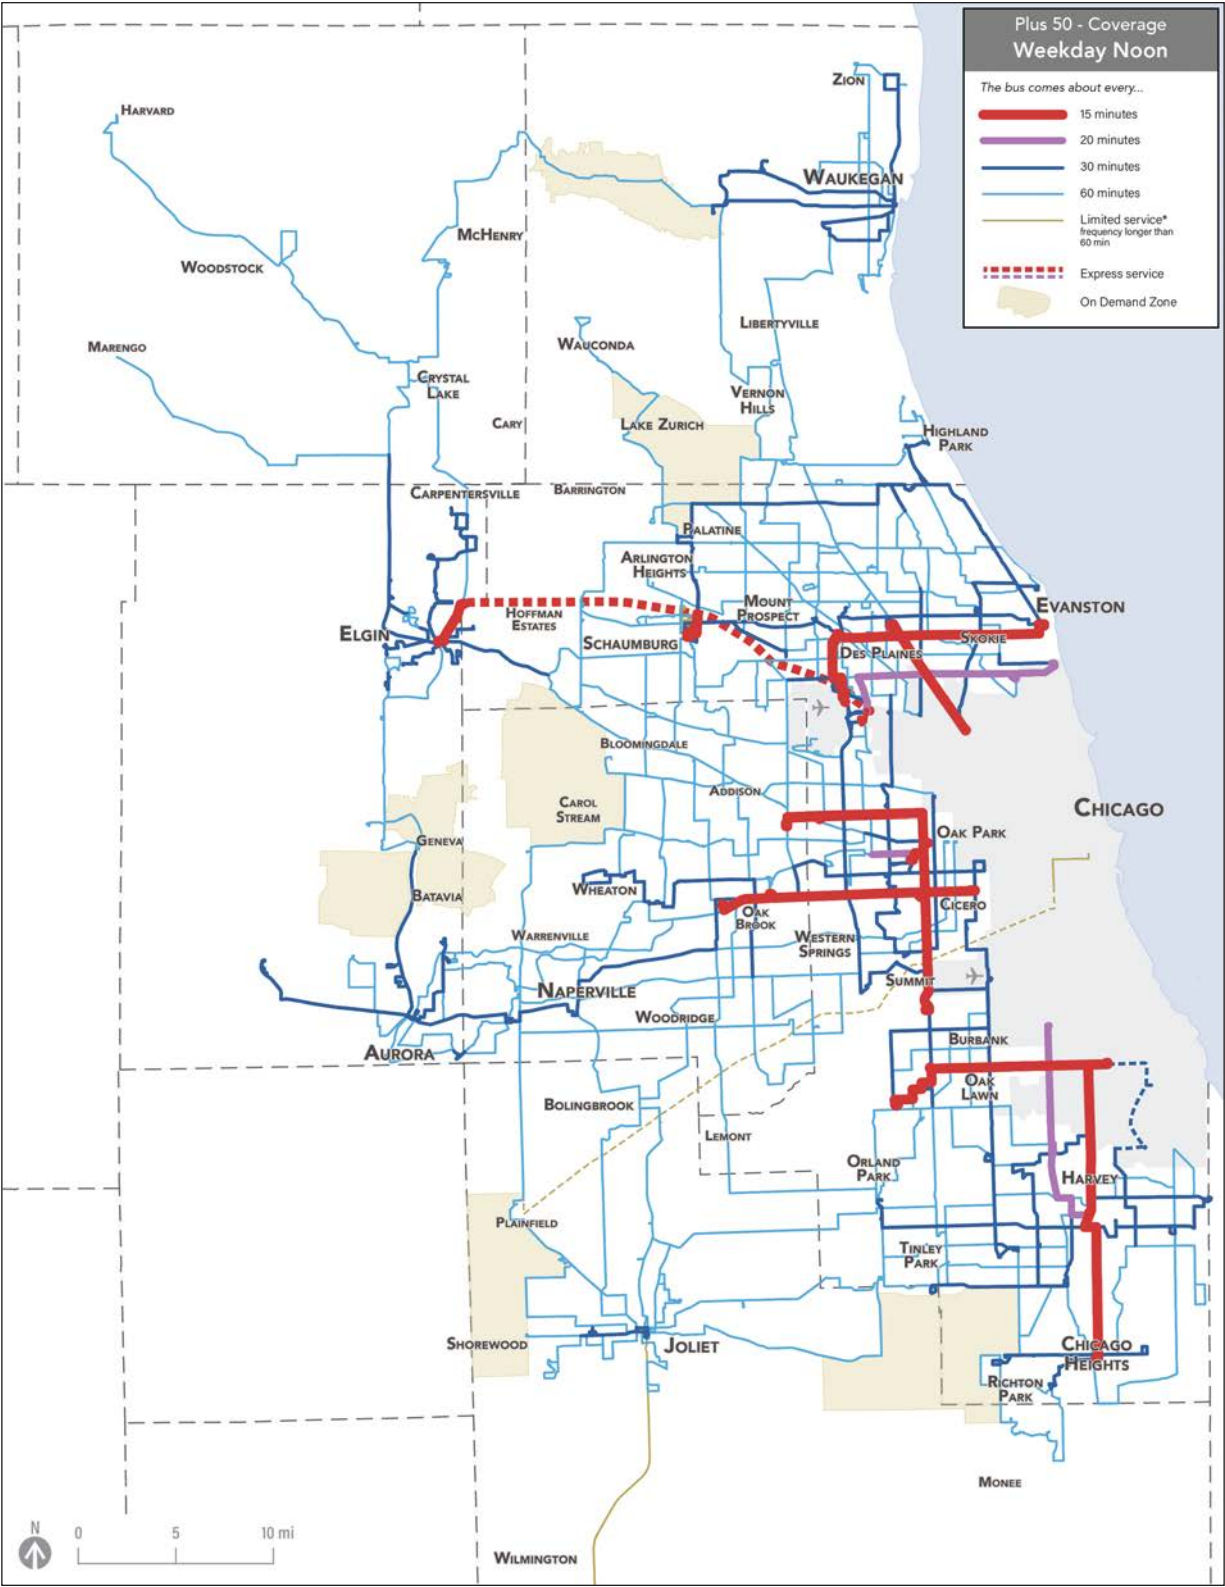 Plus 50 - Coverage
Weekday Noon
The bus comes about every...
15 minutes
20 minutes
30 minutes
60 minutes
Limited service*
frequency longer than
60 min
Express service
On Demand Zone
ZION
HARVARD
WAUKEGAN
MCHENRY
WOODSTOCK
LIBERTYVILLE
WAUCONDA
MARENGO
CRYSTAL
LAKE
VERNON
HILLS
CARY
LAKE ZURICH
HIGHLAND
PARK
CARPENTERSVILLE
BARRINGTON
PALATINE
ARLINGTON
HEIGHTS
MOUNT
PROSPECT
EVANSTON
HOFFMAN
ESTATES
ELGIN
SCHAUMBURG
SKOKIE
DES PLAINES
BLOOMINGDALE
ADDISON
CAROL
STREAM
CHICAGO
OAK PARK
GENEVA
WHEATON
BATAVIA
CICERO
OAK
BROOK
WARRENVILLE
WESTERN
SPRINGS
SUMMIT
NAPERVILLE
WOODRIDGE
BURBANK
AURORA
OAK
LAWN
BOLINGBROOK
LEMONT
ORLAND
PARK
HARVEY
PLAINFIELD
TINLEY
PARK
SHOREWOOD
JOLIET
CHICAGO
HEIGHTS
RICHTON
PARK
MONEE
N
0 5 10 mi
WILMINGTON